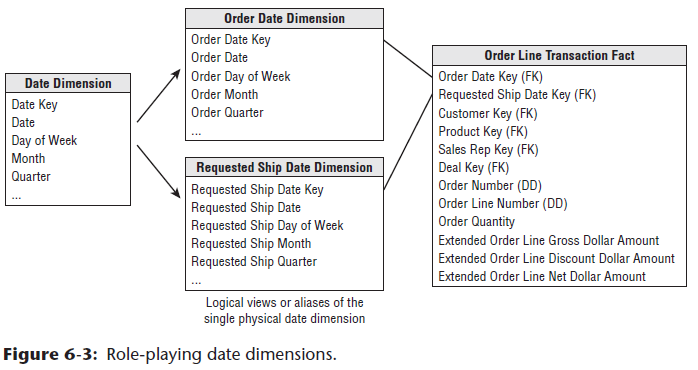 Date Dimension
Date Key
Date
Day of Week
Month
Quarter
...
Order Date Dimension
Order Date Key
Order Date
Order Day of Week
Order Month
Order Quarter
...
Requested Ship Date Dimension
Requested Ship Date Key
Requested Ship Date
Requested Ship Day of Week
Requested Ship Month
Requested Ship Quarter
...
Logical views or aliases of the
single physical date dimension
Order Line Transaction Fact
Order Date Key (FK)
Requested Ship Date Key (FK)
Customer Key (FK)
Product Key (FK)
Sales Rep Key (FK)
Deal Key (FK)
Order Number (DD)
Order Line Number (DD)
Order Quantity
Extended Order Line Gross Dollar Amount
Extended Order Line Discount Dollar Amount
Extended Order Line Net Dollar Amount
Figure 6-3: Role-playing date dimensions.